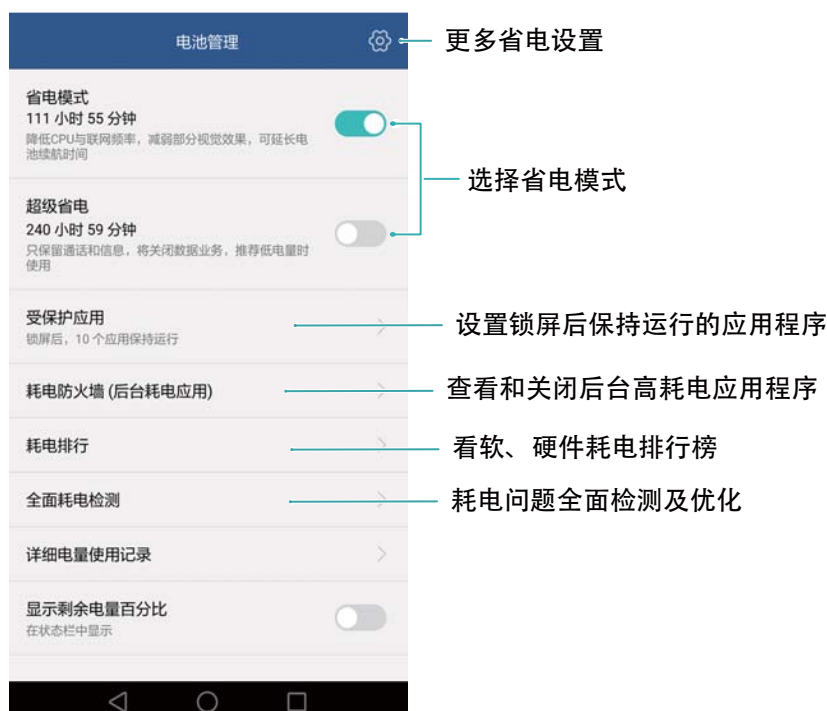 电池管理
更多省电设置
省电模式
111 小时 55 分钟
降低CPU与联网频率，减弱部分视觉效果，可延长电
池续航时间
选择省电模式
超级省电
240 小时 59 分钟
只保留通话和信息，将关闭数据业务，推荐低电量时
使用
受保护应用
锁屏后，10 个应用保持运行
设置锁屏后保持运行的应用程序
耗电防火墙 (后台耗电应用)
查看和关闭后台高耗电应用程序
耗电排行
看软、硬件耗电排行榜
全面耗电检测
耗电问题全面检测及优化
详细电量使用记录
显示剩余电量百分比
在状态栏中显示